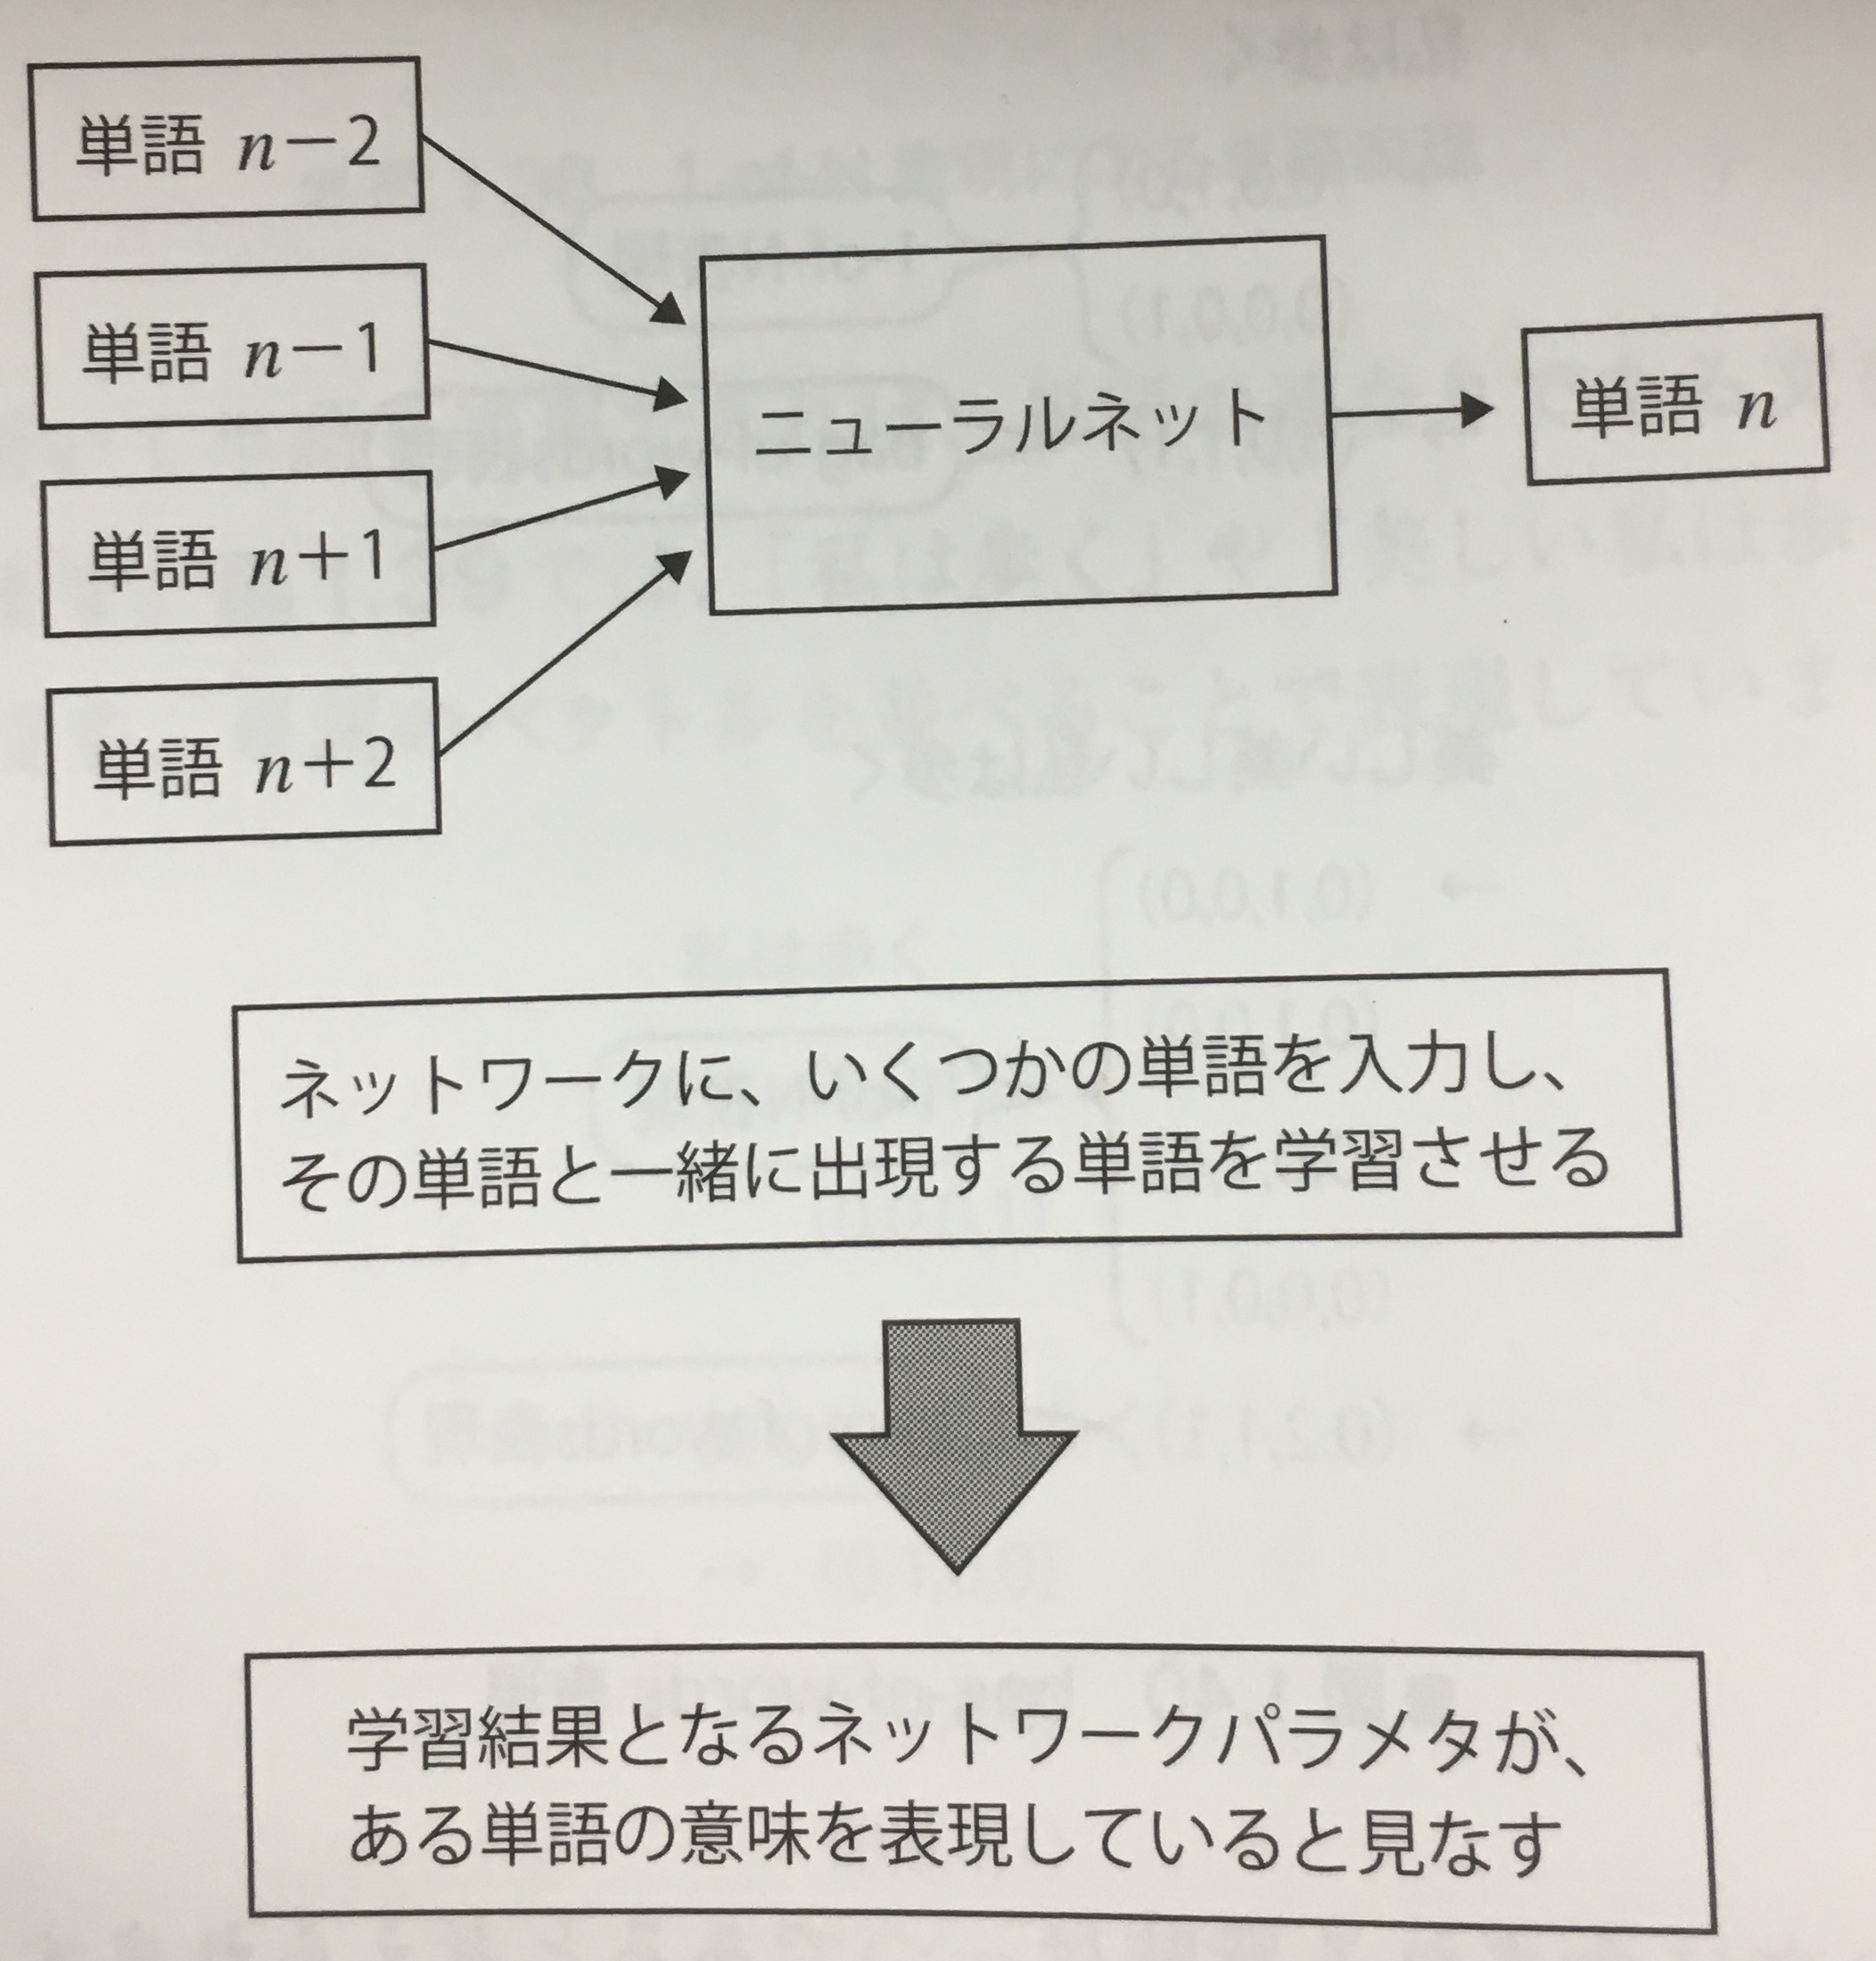 単語 n－2
単語 n－1
単語 n＋1
単語 n＋2
ニューラルネット
単語 n
ネットワークに、いくつかの単語を入力し、
その単語と一緒に出現する単語を学習させる
学習結果となるネットワークパラメタが、
ある単語の意味を表現していると見なす